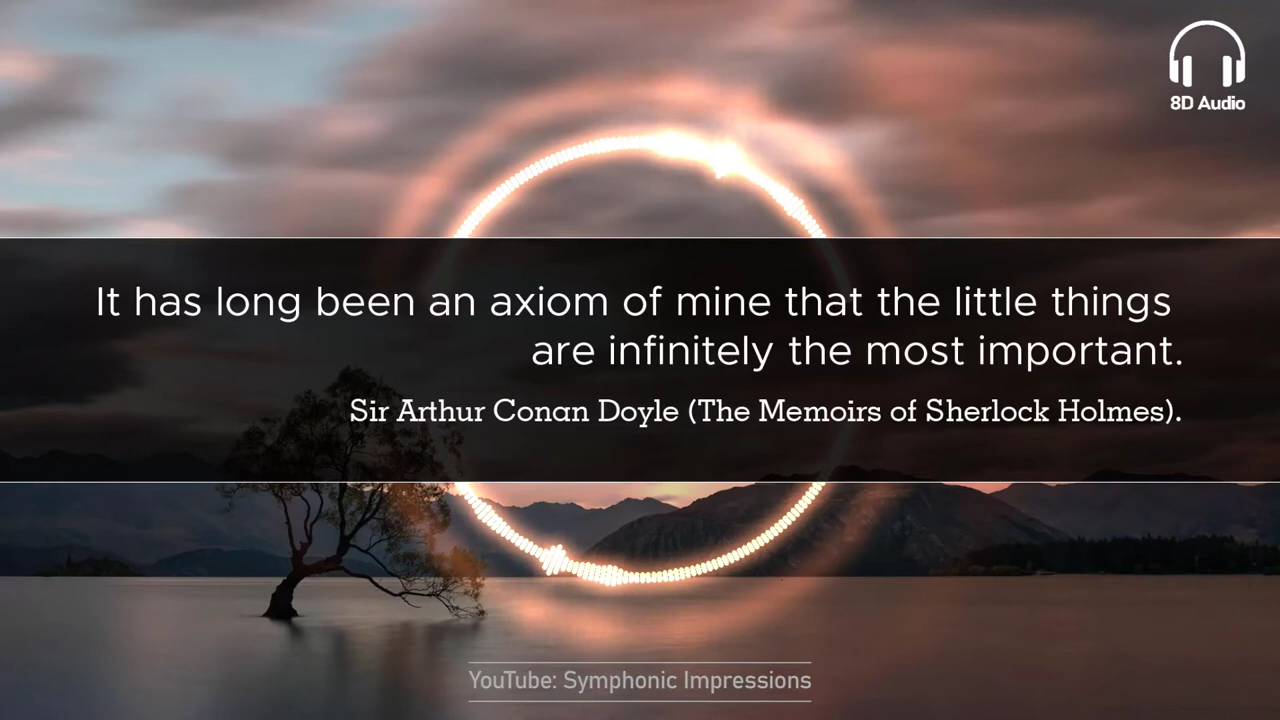 8D Audio
It has long been an axiom of mine that the little things
are infinitely the most important.
Sir Arthur Conan Doyle (The Memoirs of Sherlock Holmes).
YouTube: Symphonic Impressions